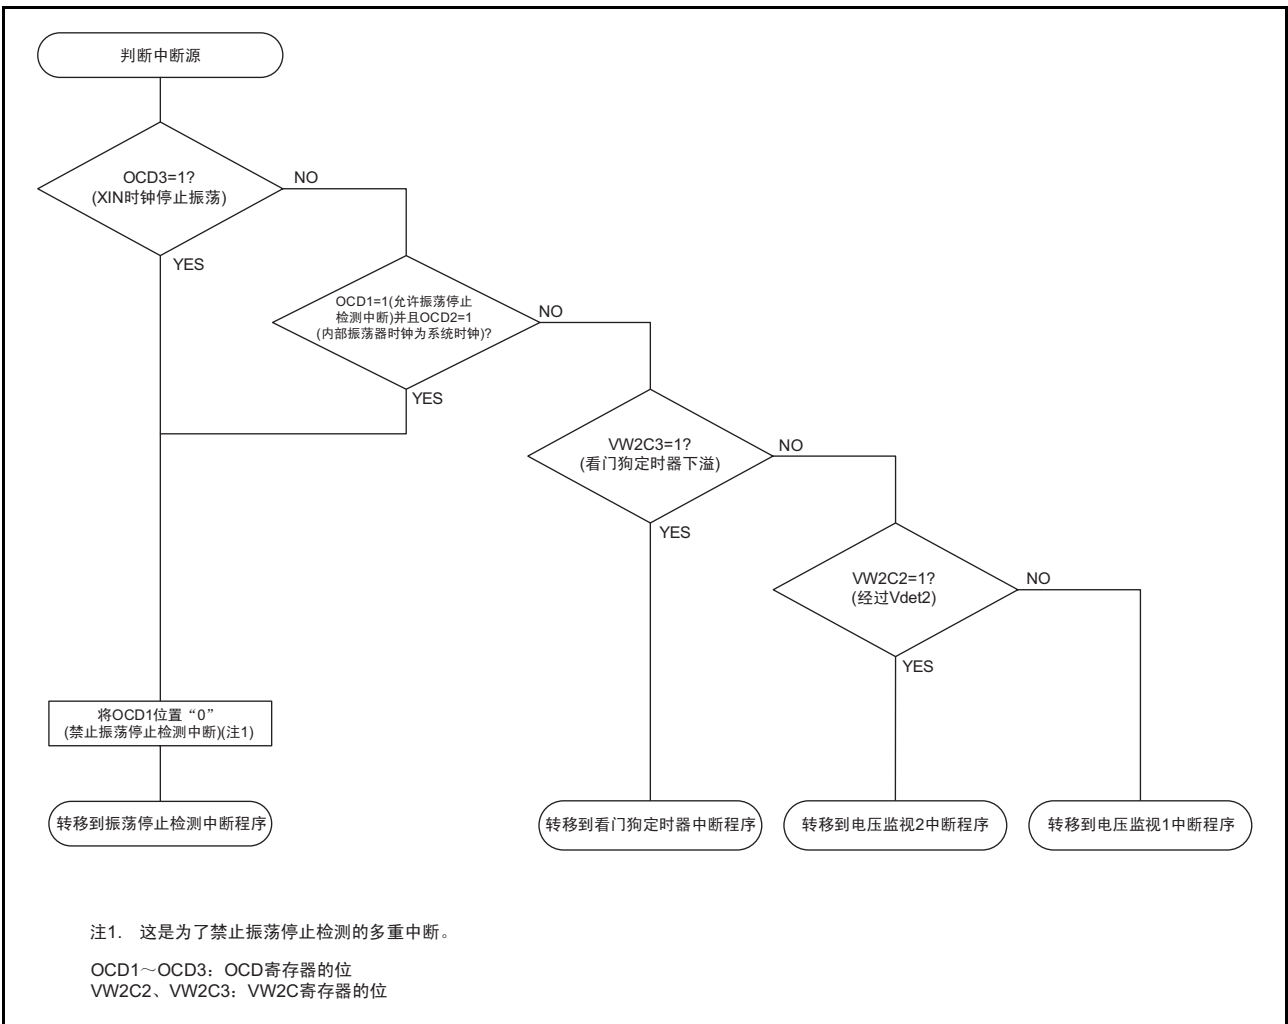 判断中断源
OCD3=1?
(XIN时钟停止振荡)
NO
YES
OCD1=1(允许振荡停止
检测中断)并且OCD2=1
(内部振荡器时钟为系统时钟)?
NO
YES
VW2C3=1?
(看门狗定时器下溢)
NO
YES
VW2C2=1?
(经过Vdet2)
NO
YES
将OCD1位置“0”
(禁止振荡停止检测中断)(注1)
转移到振荡停止检测中断程序
转移到看门狗定时器中断程序
转移到电压监视2中断程序
转移到电压监视1中断程序
注1. 这是为了禁止振荡停止检测的多重中断。
OCD1～OCD3：OCD寄存器的位
VW2C2、VW2C3：VW2C寄存器的位